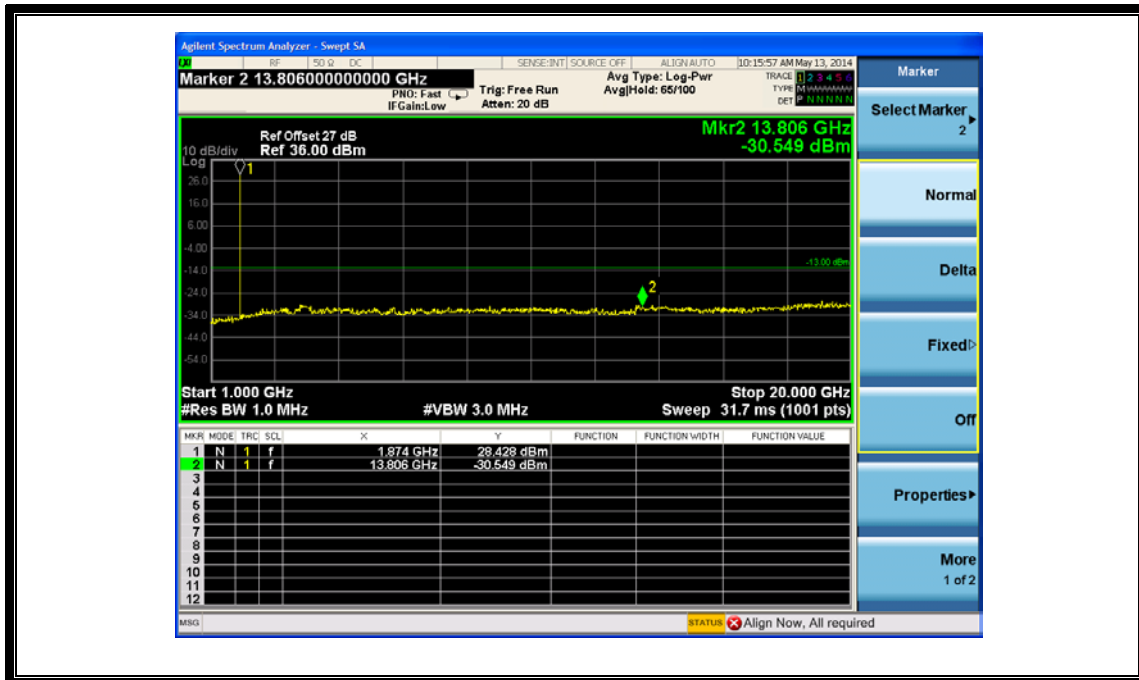 Agilent Spectrum Analyzer - Swept SA
RF 50 Ω DC SENSE:INT SOURCE OFF ALIGN AUTO 10:15:57 AM May 13, 2014
Marker 2 13.806000000000 GHz
PNO: Fast
IFGain:Low
Trig: Free Run
Atten: 20 dB
Avg Type: Log-Pwr
Avg|Hold: 65/100
TRACE 1 2 3 4 5 6
TYPE M WWWWW
DET P N N N N N
Ref Offset 27 dB
10 dB/div Ref 36.00 dBm
Mkr2 13.806 GHz
-30.549 dBm
Log
1
26.0
16.0
6.00
-4.00
-13.00 dBm
-14.0
2
-24.0
-34.0
-44.0
-54.0
Start 1.000 GHz Stop 20.000 GHz
#Res BW 1.0 MHz #VBW 3.0 MHz Sweep 31.7 ms (1001 pts)
MKR MODE TRC SCL X Y FUNCTION FUNCTION WIDTH FUNCTION VALUE
1 N 1 f 1.874 GHz 28.428 dBm
2 N 1 f 13.806 GHz -30.549 dBm
3
4
5
6
7
8
9
10
11
12
MSG STATUS Align Now, All required
Marker
Select Marker
2
Normal
Delta
Fixed
Off
Properties
More
1 of 2